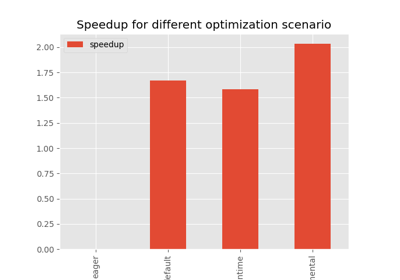 Speedup for different optimization scenario
speedup
2.00
1.75
1.50
1.25
1.00
0.75
0.50
0.25
0.00
eager
efault
ntime
mental